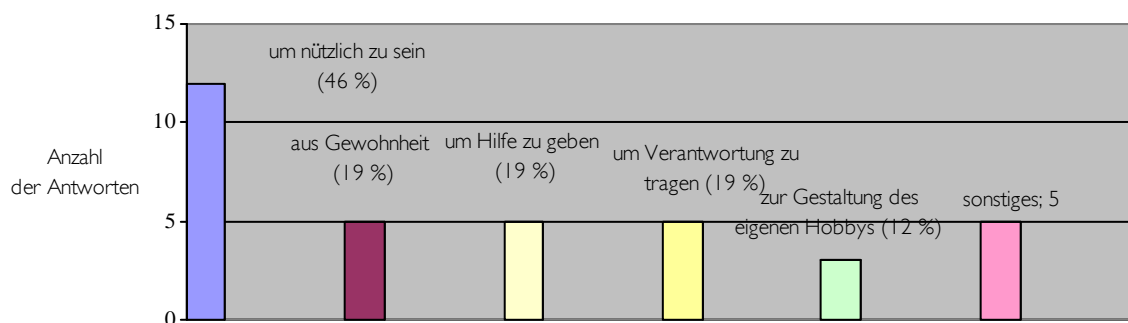 15
um nützlich zu sein
(46 %)
10
Anzahl
der Antworten
aus Gewohnheit
(19 %)
um Hilfe zu geben
(19 %)
um Verantwortung zu
tragen (19 %)
zur Gestaltung des
eigenen Hobbys (12 %)
sonstiges; 5
5
0